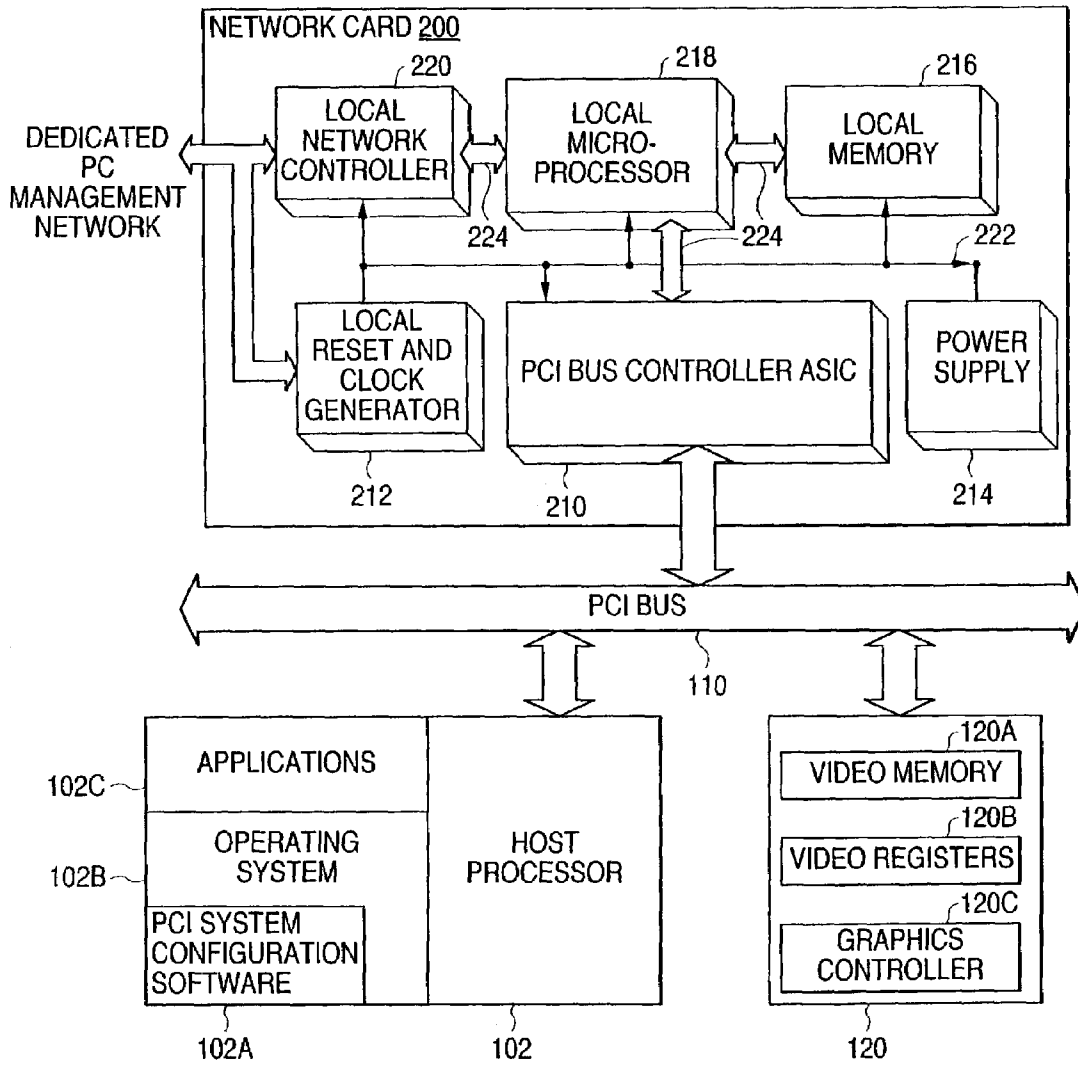 NETWORK CARD 200
220
218
216
LOCAL
NETWORK
CONTROLLER
LOCAL
MICRO-
PROCESSOR
LOCAL
MEMORY
DEDICATED
PC
MANAGEMENT
NETWORK
224
224
222
LOCAL
RESET AND
CLOCK
GENERATOR
PCI BUS CONTROLLER ASIC
POWER
SUPPLY
212
210
214
PCI BUS
110
APPLICATIONS
102C
OPERATING
SYSTEM
102B
PCI SYSTEM
CONFIGURATION
SOFTWARE
HOST
PROCESSOR
120A
VIDEO MEMORY
120B
VIDEO REGISTERS
120C
GRAPHICS
CONTROLLER
102A
102
120